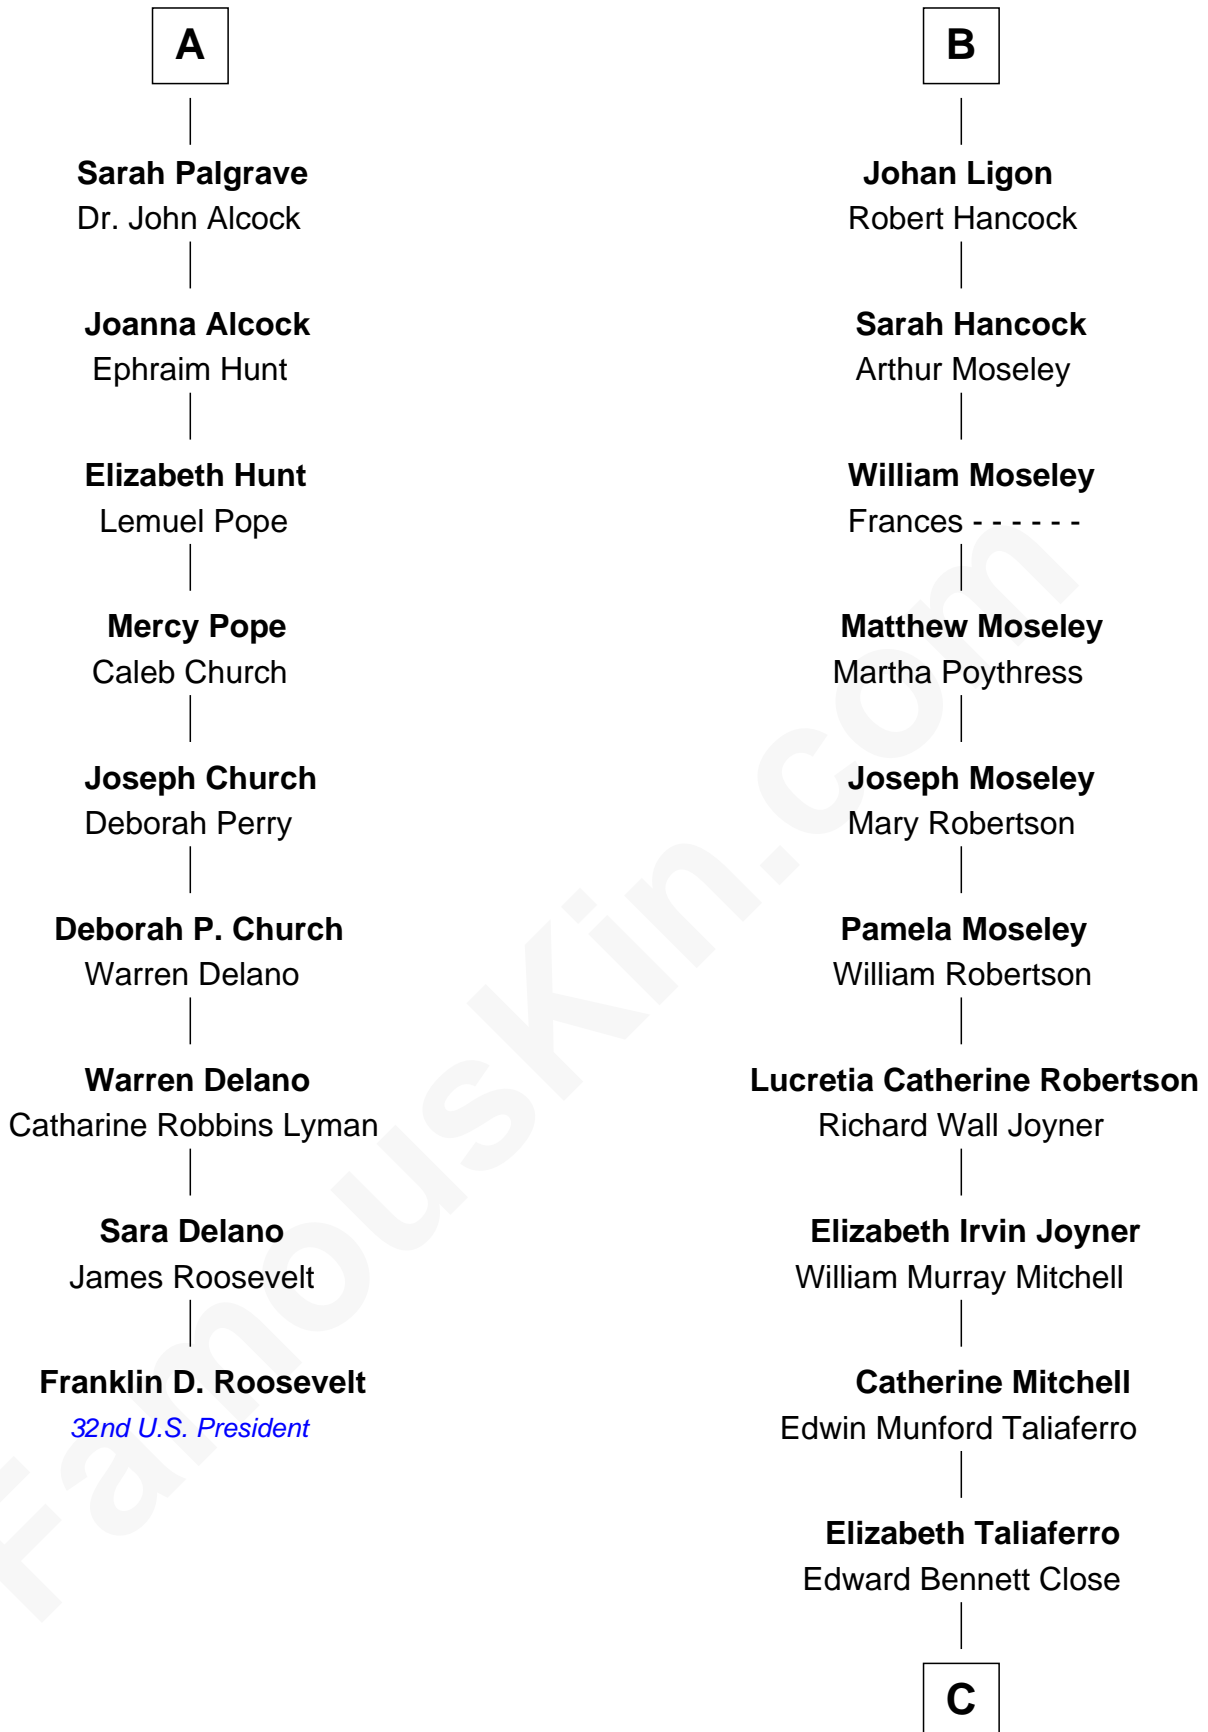 A
Sarah Palgrave
Dr. John Alcock
Joanna Alcock
Ephraim Hunt
Elizabeth Hunt
Lemuel Pope
Mercy Pope
Caleb Church
Joseph Church
Deborah Perry
Deborah P. Church
Warren Delano
Warren Delano
Catharine Robbins Lyman
Sara Delano
James Roosevelt
Franklin D. Roosevelt
32nd U.S. President
B
Johan Ligon
Robert Hancock
Sarah Hancock
Arthur Moseley
William Moseley
Frances - - - - - -
Matthew Moseley
Martha Poythress
Joseph Moseley
Mary Robertson
Pamela Moseley
William Robertson
Lucretia Catherine Robertson
Richard Wall Joyner
Elizabeth Irvin Joyner
William Murray Mitchell
Catherine Mitchell
Edwin Munford Taliaferro
Elizabeth Taliaferro
Edward Bennett Close
C
FamousKin.com